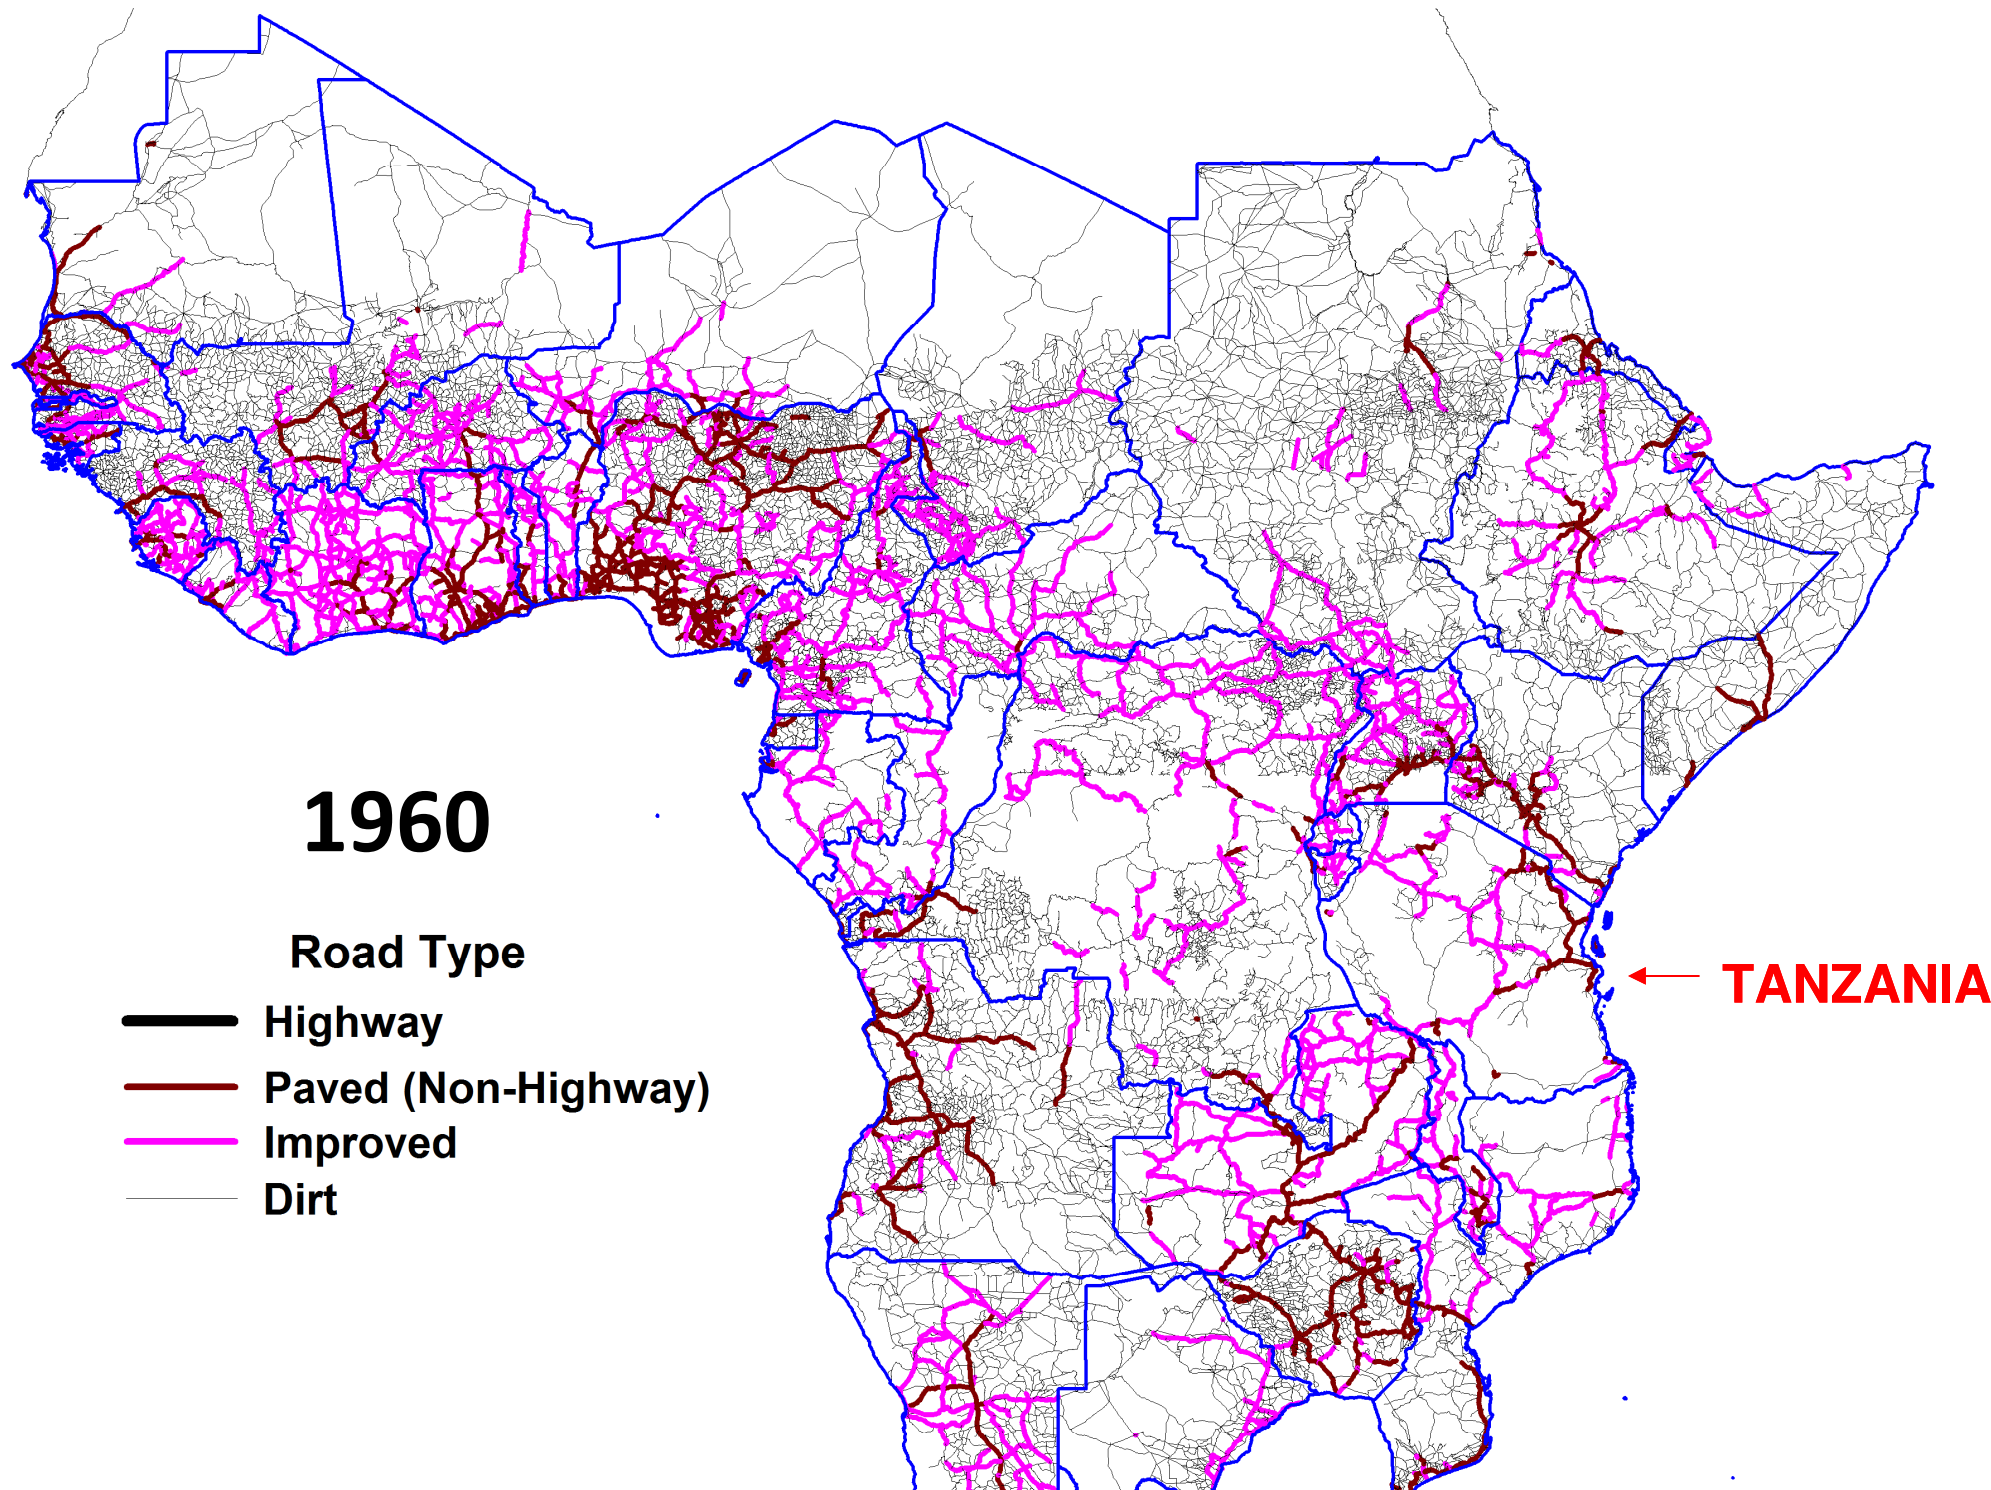 1960
Road Type
Highway
Paved (Non-Highway)
Improved
Dirt
TANZANIA